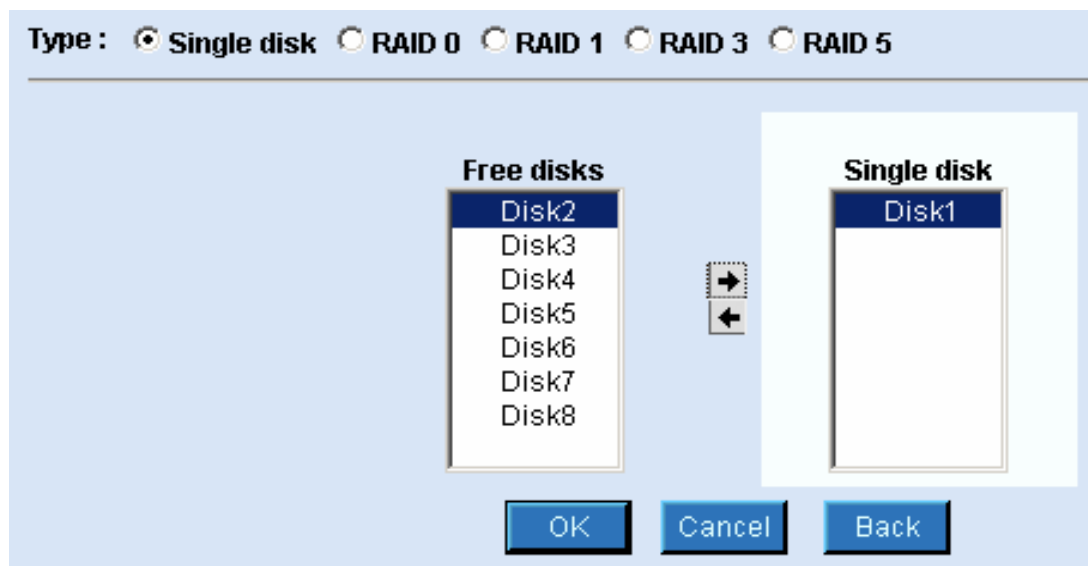 Type : Single disk RAID 0 RAID 1 RAID 3 RAID 5
Free disks
Disk2
Disk3
Disk4
Disk5
Disk6
Disk7
Disk8
Single disk
Disk1
OK Cancel Back